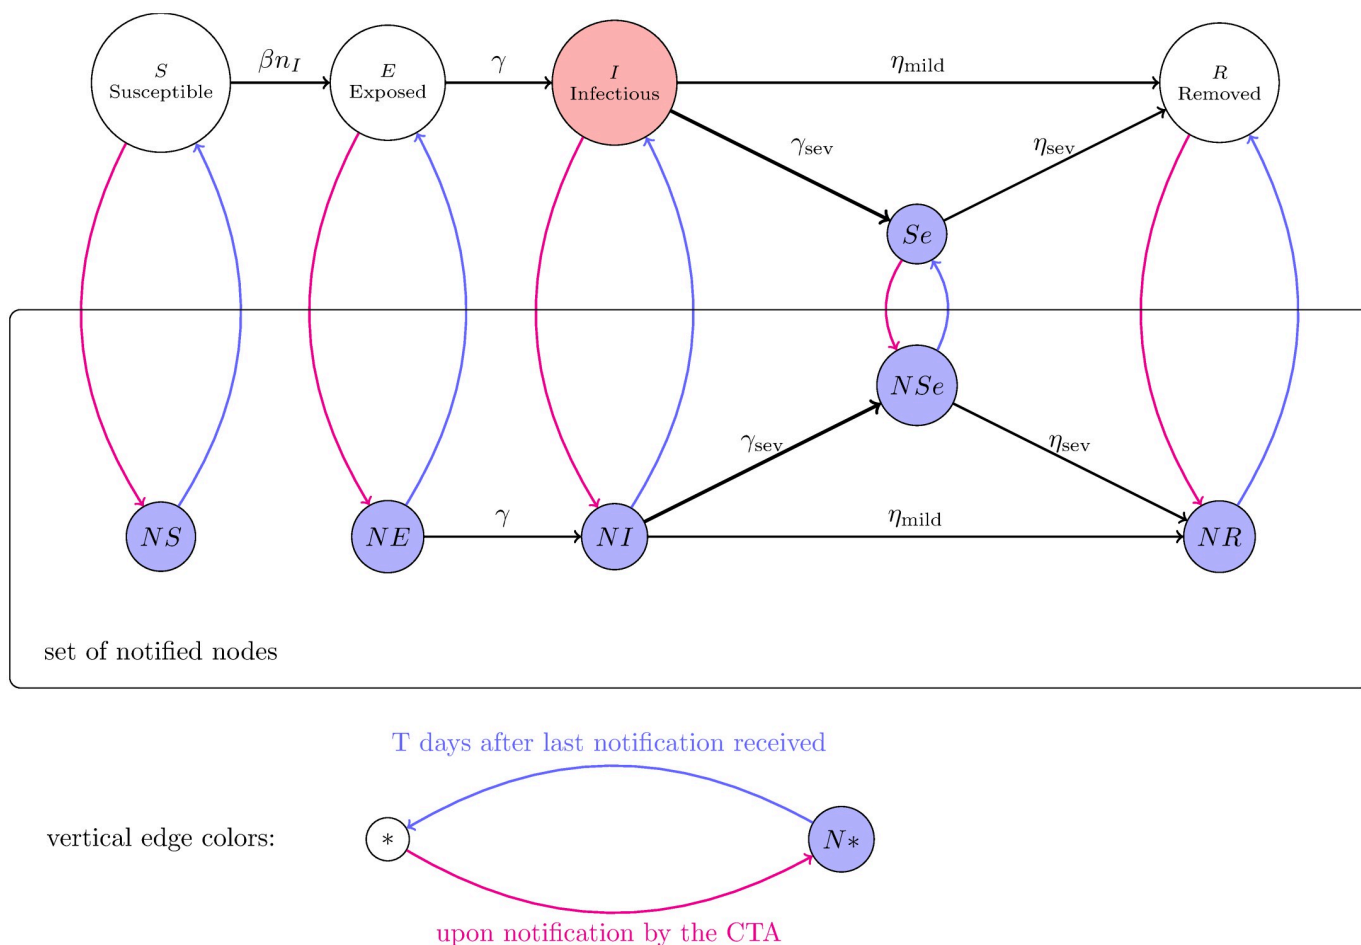 βn_I
γ
η_mild
S
Susceptible
E
Exposed
I
Infectious
R
Removed
γ_sev
η_sev
Se
NSe
γ_sev
η_sev
γ
η_mild
NS
NE
NI
NR
set of notified nodes
T days after last notification received
vertical edge colors:
*
N*
upon notification by the CTA